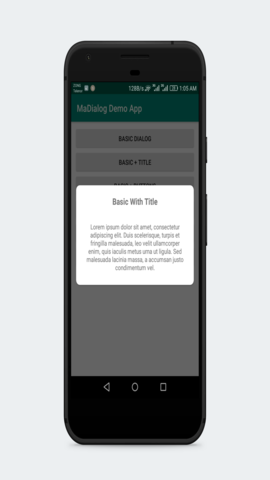 128B/s 1:05 AM
MaDialog Demo App
BASIC DIALOG
BASIC + TITLE
Basic With Title
Lorem ipsum dolor sit amet, consectetur
adipiscing elit. Duis scelerisque, turpis et
fringilla malesuada, leo velit ullamcorper
enim, quis iaculis metus urna ut ligula. Sed
malesuada lacinia massa, a accumsan justo
condimentum vel.